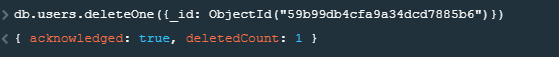 > db.users.deleteOne({_id: ObjectId("59b99db4cfa9a34dcd7885b6")})
< { acknowledged: true, deletedCount: 1 }